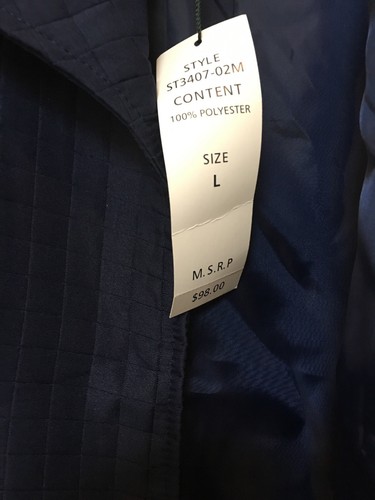 STYLE
ST3407-02M
CONTENT
100% POLYESTER
SIZE
L
M.S.R.P
$98.00